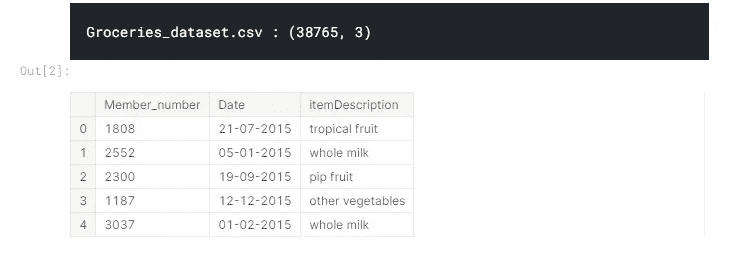 Groceries_dataset.csv : (38765, 3)
Out[2]:
Member_number Date itemDescription
0 1808 21-07-2015 tropical fruit
1 2552 05-01-2015 whole milk
2 2300 19-09-2015 pip fruit
3 1187 12-12-2015 other vegetables
4 3037 01-02-2015 whole milk